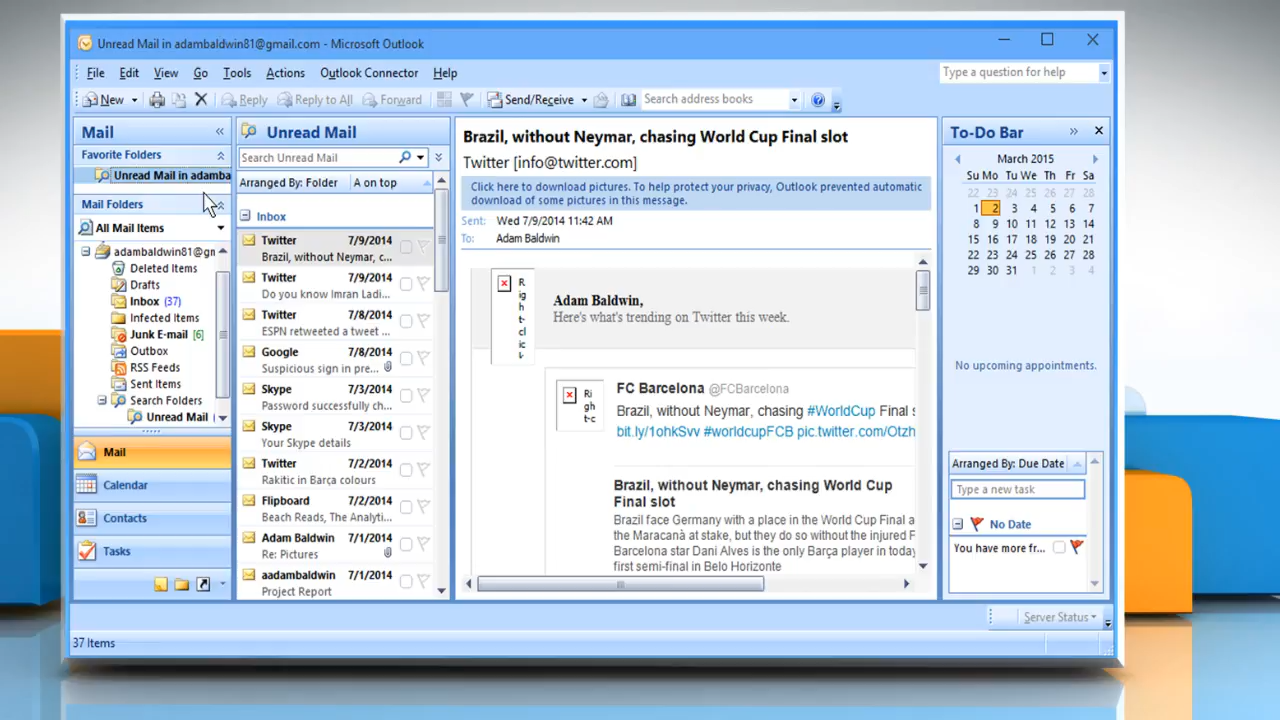 Unread Mail in adambaldwin81@gmail.com - Microsoft Outlook
File Edit View Go Tools Actions Outlook Connector Help
Type a question for help
New Reply Reply to All Forward Send/Receive Search address books
Mail
Favorite Folders
Unread Mail in adamba
Mail Folders
All Mail Items
adambaldwin81@gn
Deleted Items
Drafts
Inbox (37)
Infected Items
Junk E-mail [6]
Outbox
RSS Feeds
Sent Items
Search Folders
Unread Mail
Mail
Calendar
Contacts
Tasks
Unread Mail
Search Unread Mail
Arranged By: Folder A on top
Inbox
Twitter 7/9/2014
Brazil, without Neymar, c...
Twitter 7/9/2014
Do you know Imran Ladi...
Twitter 7/8/2014
ESPN retweeted a tweet ...
Google 7/8/2014
Suspicious sign in pre...
Skype 7/3/2014
Password successfully ch...
Skype 7/3/2014
Your Skype details
Twitter 7/2/2014
Rakitic in Barça colours
Flipboard 7/2/2014
Beach Reads, The Analyti...
Adam Baldwin 7/1/2014
Re: Pictures
aadambaldwin 7/1/2014
Project Report
Brazil, without Neymar, chasing World Cup Final slot
Twitter [info@twitter.com]
Click here to download pictures. To help protect your privacy, Outlook prevented automatic
download of some pictures in this message.
Sent: Wed 7/9/2014 11:42 AM
To: Adam Baldwin
R
ig
h
t-
cl
ic
Adam Baldwin,
Here's what's trending on Twitter this week.
Ri
gh
t-c
FC Barcelona @FCBarcelona
Brazil, without Neymar, chasing #WorldCup Final s
bit.ly/1ohkSvv #worldcupFCB pic.twitter.com/Otzh
Brazil, without Neymar, chasing World Cup
Final slot
Brazil face Germany with a place in the World Cup Final a
the Maracanà at stake, but they do so without the injured F
Barcelona star Dani Alves is the only Barça player in today
first semi-final in Belo Horizonte
To-Do Bar
March 2015
Su Mo Tu We Th Fr Sa
22 23 24 25 26 27 28
1 2 3 4 5 6 7
8 9 10 11 12 13 14
15 16 17 18 19 20 21
22 23 24 25 26 27 28
29 30 31 1 2 3 4
No upcoming appointments.
Arranged By: Due Date
Type a new task
No Date
You have more fr...
Server Status
37 Items